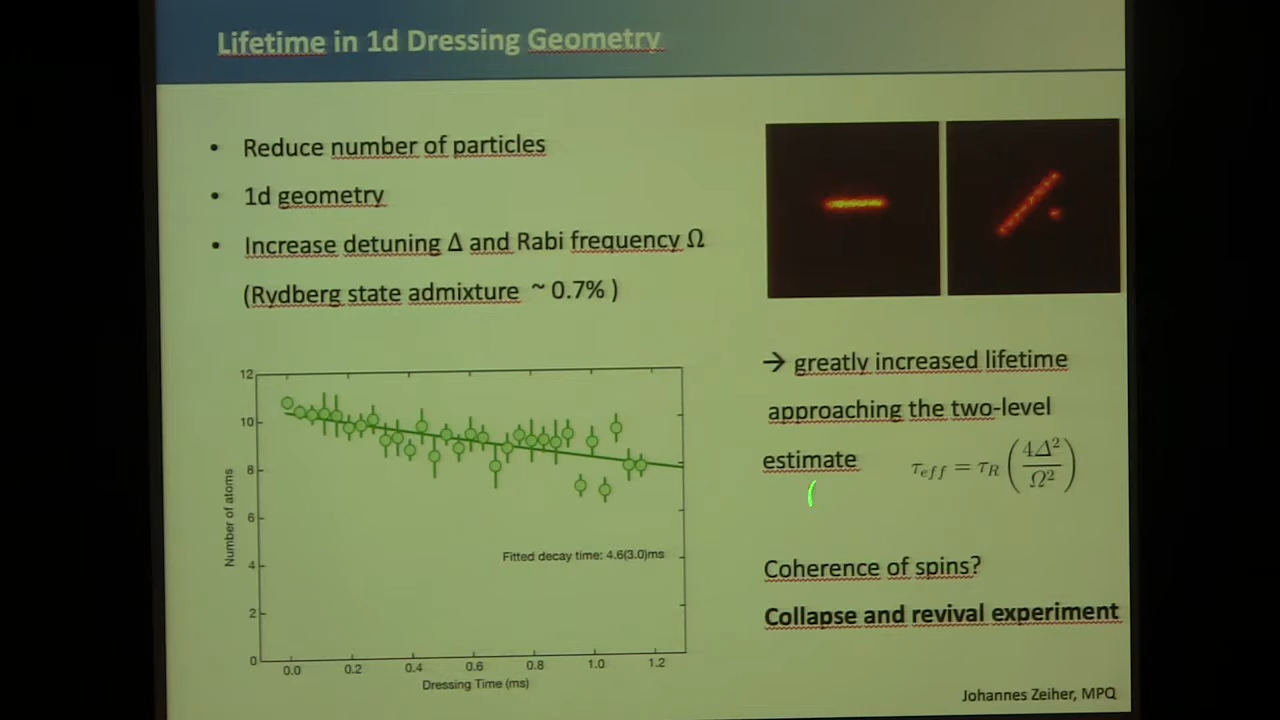 Lifetime in 1d Dressing Geometry
• Reduce number of particles
• 1d geometry
• Increase detuning Δ and Rabi frequency Ω
(Rydberg state admixture ~ 0.7% )
→ greatly increased lifetime
approaching the two-level
estimate τ_eff = τ_R (4Δ²/Ω²)
Coherence of spins?
Collapse and revival experiment
12
10
8
6
4
2
0
Number of atoms
Fitted decay time: 4.6(3.0)ms
0.0 0.2 0.4 0.6 0.8 1.0 1.2
Dressing Time (ms)
Johannes Zeiher, MPQ